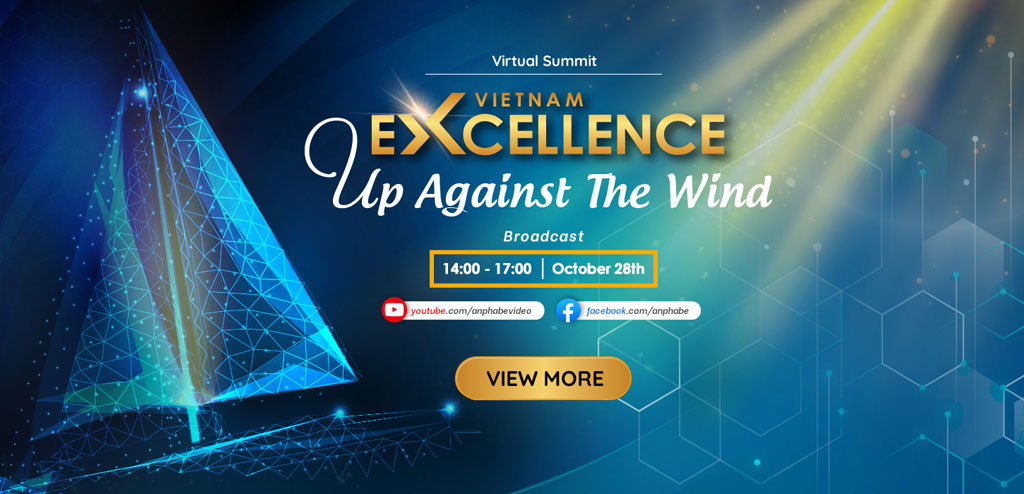 Virtual Summit
VIETNAM
EXCELLENCE
Up Against The Wind
Broadcast
14:00 - 17:00 | October 28th
youtube.com/anphabevideo facebook.com/anphabe
VIEW MORE